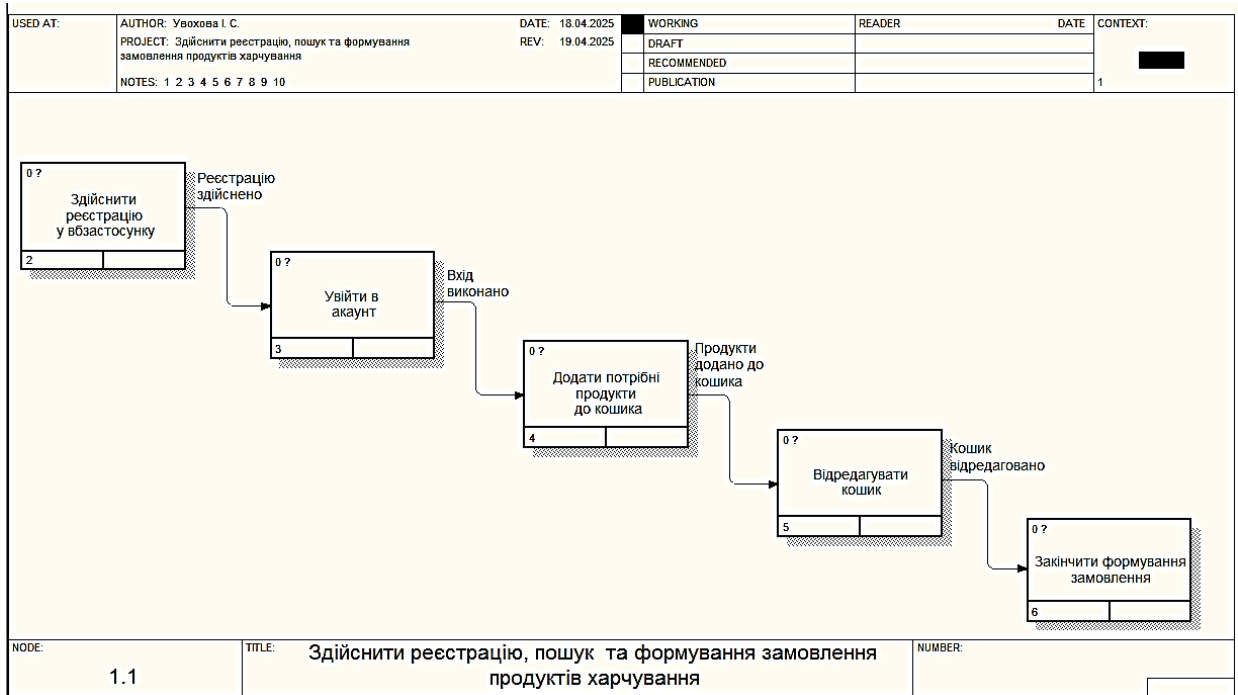 USED AT:
AUTHOR: Увохова І. С.
DATE: 18.04.2025
PROJECT: Здійснити реєстрацію, пошук та формування
замовлення продуктів харчування
REV: 19.04.2025
NOTES: 1 2 3 4 5 6 7 8 9 10
WORKING
DRAFT
RECOMMENDED
PUBLICATION
READER
DATE
CONTEXT:
1
0 ?
Здійснити
реєстрацію
у вбзастосунку
2
Реєстрацію
здійснено
0 ?
Увійти в
акаунт
3
Вхід
виконано
0 ?
Додати потрібні
продукти
до кошика
4
Продукти
додано до
кошика
0 ?
Відредагувати
кошик
5
Кошик
відредаговано
0 ?
Закінчити формування
замовлення
6
NODE:
1.1
TITLE:
Здійснити реєстрацію, пошук та формування замовлення
продуктів харчування
NUMBER: